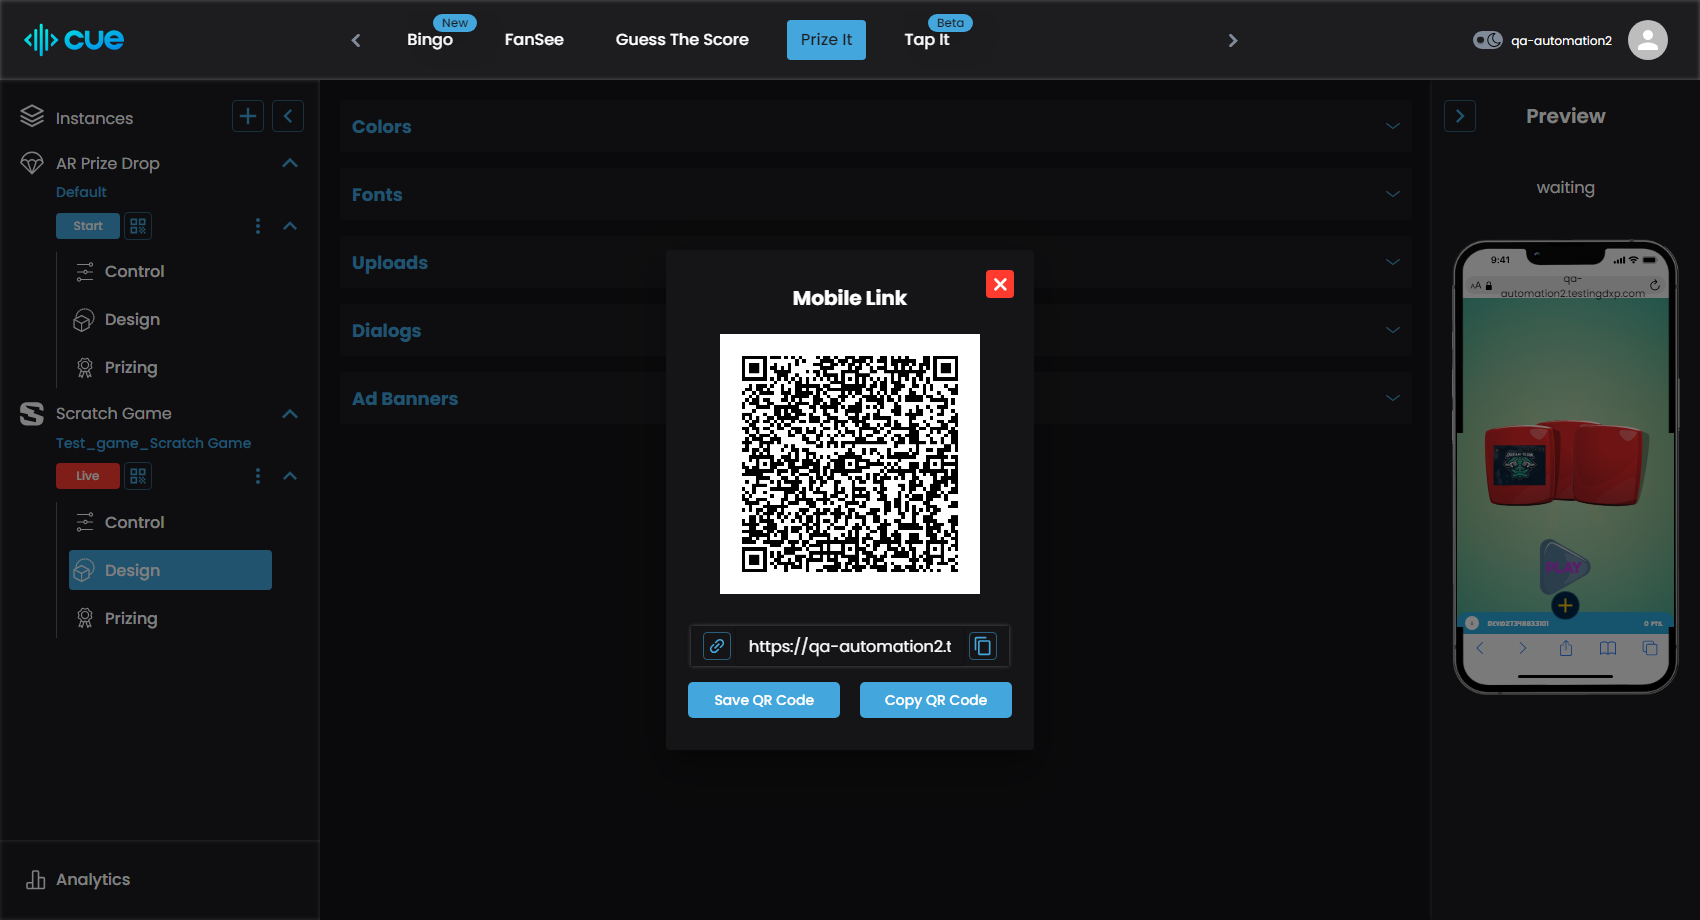 cue
Bingo
New
FanSee
Guess The Score
Prize It
Tap It
Beta
qa-automation2
Instances
AR Prize Drop
Default
Start
Control
Design
Prizing
Scratch Game
Test_game_Scratch Game
Live
Control
Design
Prizing
Analytics
Colors
Fonts
Uploads
Dialogs
Ad Banners
Mobile Link
https://qa-automation2.t
Save QR Code
Copy QR Code
Preview
waiting
9:41
AA
qa-
automation2.testingdxp.com
PLAY
0 PTS.